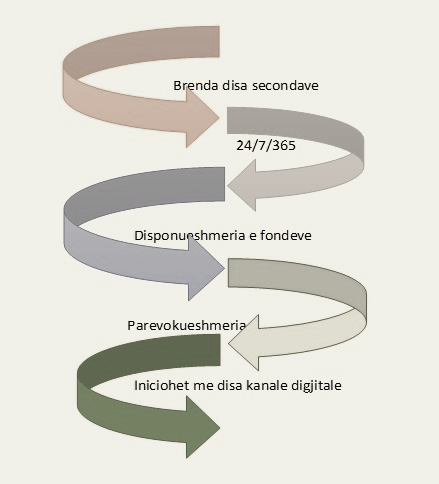 Brenda disa secondave
24/7/365
Disponueshmeria e fondeve
Parevokueshmeria
Iniciohet me disa kanale digjitale